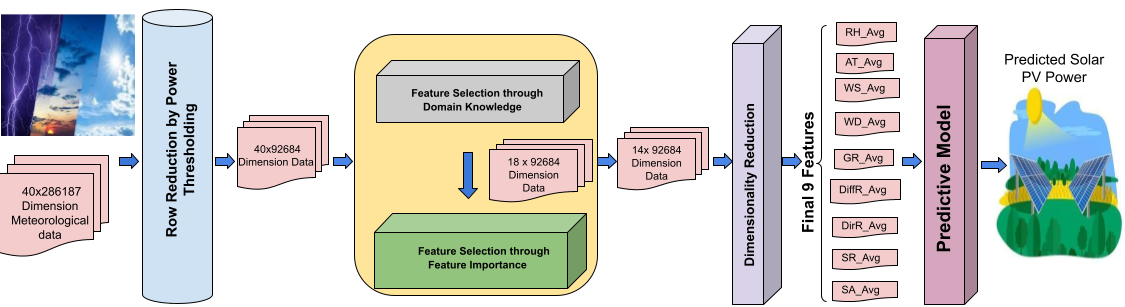 40x286187
Dimension
Meteorological
data
Row Reduction by Power
Thresholding
40x92684
Dimension Data
Feature Selection through
Domain Knowledge
18 x 92684
Dimension
Data
Feature Selection through
Feature Importance
14x 92684
Dimension
Data
Dimensionality Reduction
Final 9 Features
RH_Avg
AT_Avg
WS_Avg
WD_Avg
GR_Avg
DiffR_Avg
DirR_Avg
SR_Avg
SA_Avg
Predictive Model
Predicted Solar
PV Power